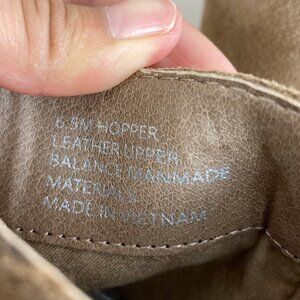 6.5M HOPPER
LEATHER UPPER
BALANCE MANMADE
MATERIALS
MADE IN VIETNAM